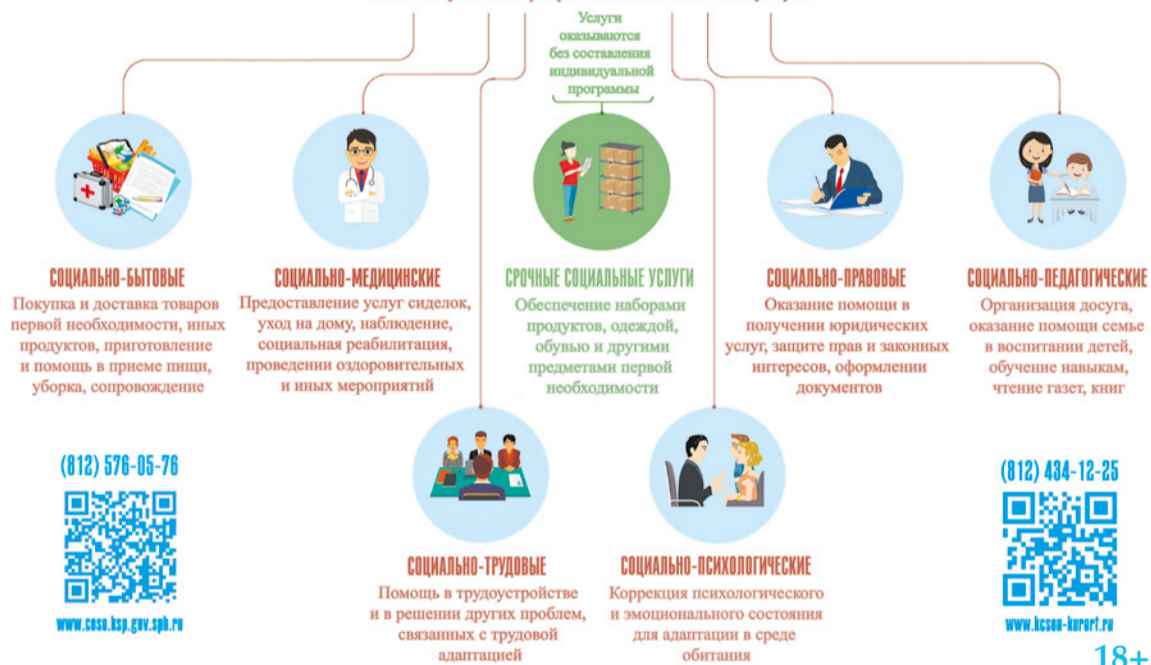 Услуги
оказываются
без составления
индивидуальной
программы
СОЦИАЛЬНО-БЫТОВЫЕ
Покупка и доставка товаров
первой необходимости, иных
продуктов, приготовление
и помощь в приеме пищи,
уборка, сопровождение
СОЦИАЛЬНО-МЕДИЦИНСКИЕ
Предоставление услуг сиделок,
уход на дому, наблюдение,
социальная реабилитация,
проведении оздоровительных
и иных мероприятий
СРОЧНЫЕ СОЦИАЛЬНЫЕ УСЛУГИ
Обеспечение наборами
продуктов, одеждой,
обувью и другими
предметами первой
необходимости
СОЦИАЛЬНО-ПРАВОВЫЕ
Оказание помощи в
получении юридических
услуг, защите прав и законных
интересов, оформлении
документов
СОЦИАЛЬНО-ПЕДАГОГИЧЕСКИЕ
Организация досуга,
оказание помощи семье
в воспитании детей,
обучение навыкам,
чтение газет, книг
(812) 576-05-76
www.coso.ksp.gov.spb.ru
СОЦИАЛЬНО-ТРУДОВЫЕ
Помощь в трудоустройстве
и в решении других проблем,
связанных с трудовой
адаптацией
СОЦИАЛЬНО-ПСИХОЛОГИЧЕСКИЕ
Коррекция психологического
и эмоционального состояния
для адаптации в среде
обитания
(812) 434-12-25
www.kcson-kurort.ru
18+